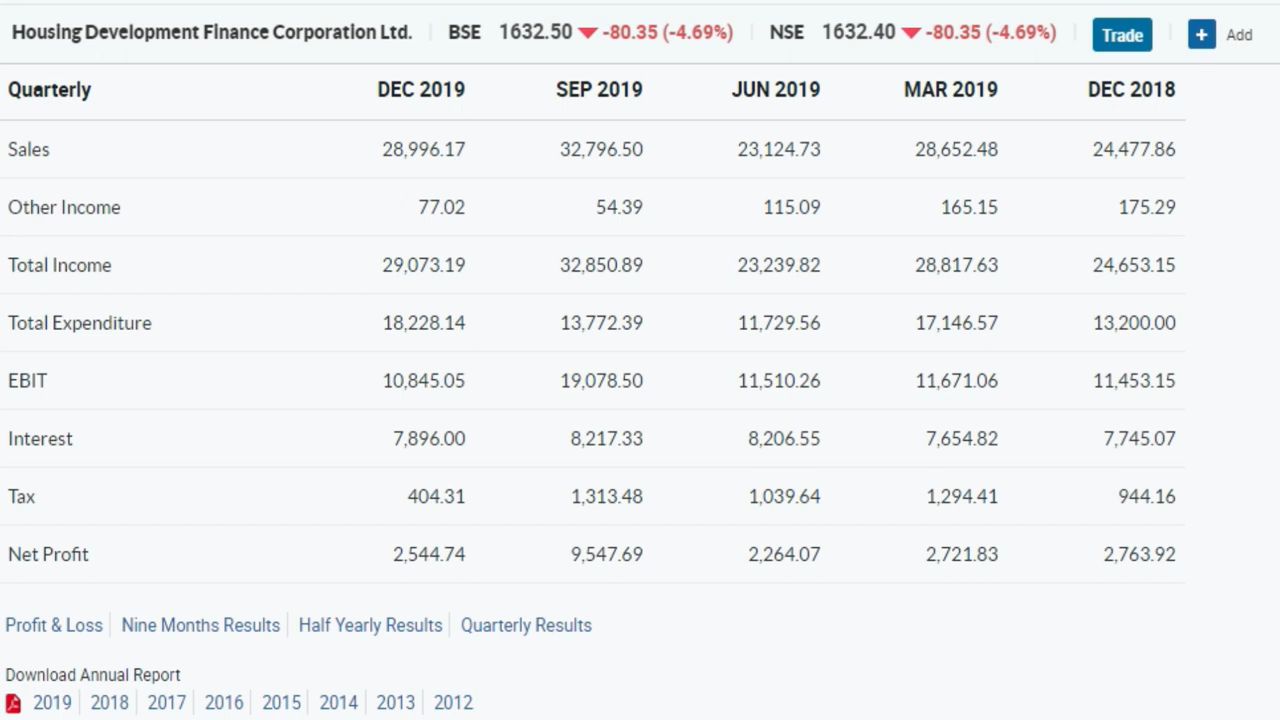 Housing Development Finance Corporation Ltd. BSE 1632.50 ▼ -80.35 (-4.69%) NSE 1632.40 ▼ -80.35 (-4.69%) Trade + Add
Quarterly DEC 2019 SEP 2019 JUN 2019 MAR 2019 DEC 2018
Sales 28,996.17 32,796.50 23,124.73 28,652.48 24,477.86
Other Income 77.02 54.39 115.09 165.15 175.29
Total Income 29,073.19 32,850.89 23,239.82 28,817.63 24,653.15
Total Expenditure 18,228.14 13,772.39 11,729.56 17,146.57 13,200.00
EBIT 10,845.05 19,078.50 11,510.26 11,671.06 11,453.15
Interest 7,896.00 8,217.33 8,206.55 7,654.82 7,745.07
Tax 404.31 1,313.48 1,039.64 1,294.41 944.16
Net Profit 2,544.74 9,547.69 2,264.07 2,721.83 2,763.92
Profit & Loss Nine Months Results Half Yearly Results Quarterly Results
Download Annual Report
2019 2018 2017 2016 2015 2014 2013 2012